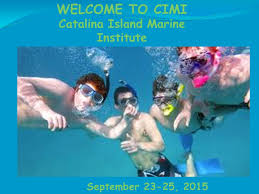 WELCOME TO CIMI
Catalina Island Marine
Institute
September 23-25, 2015